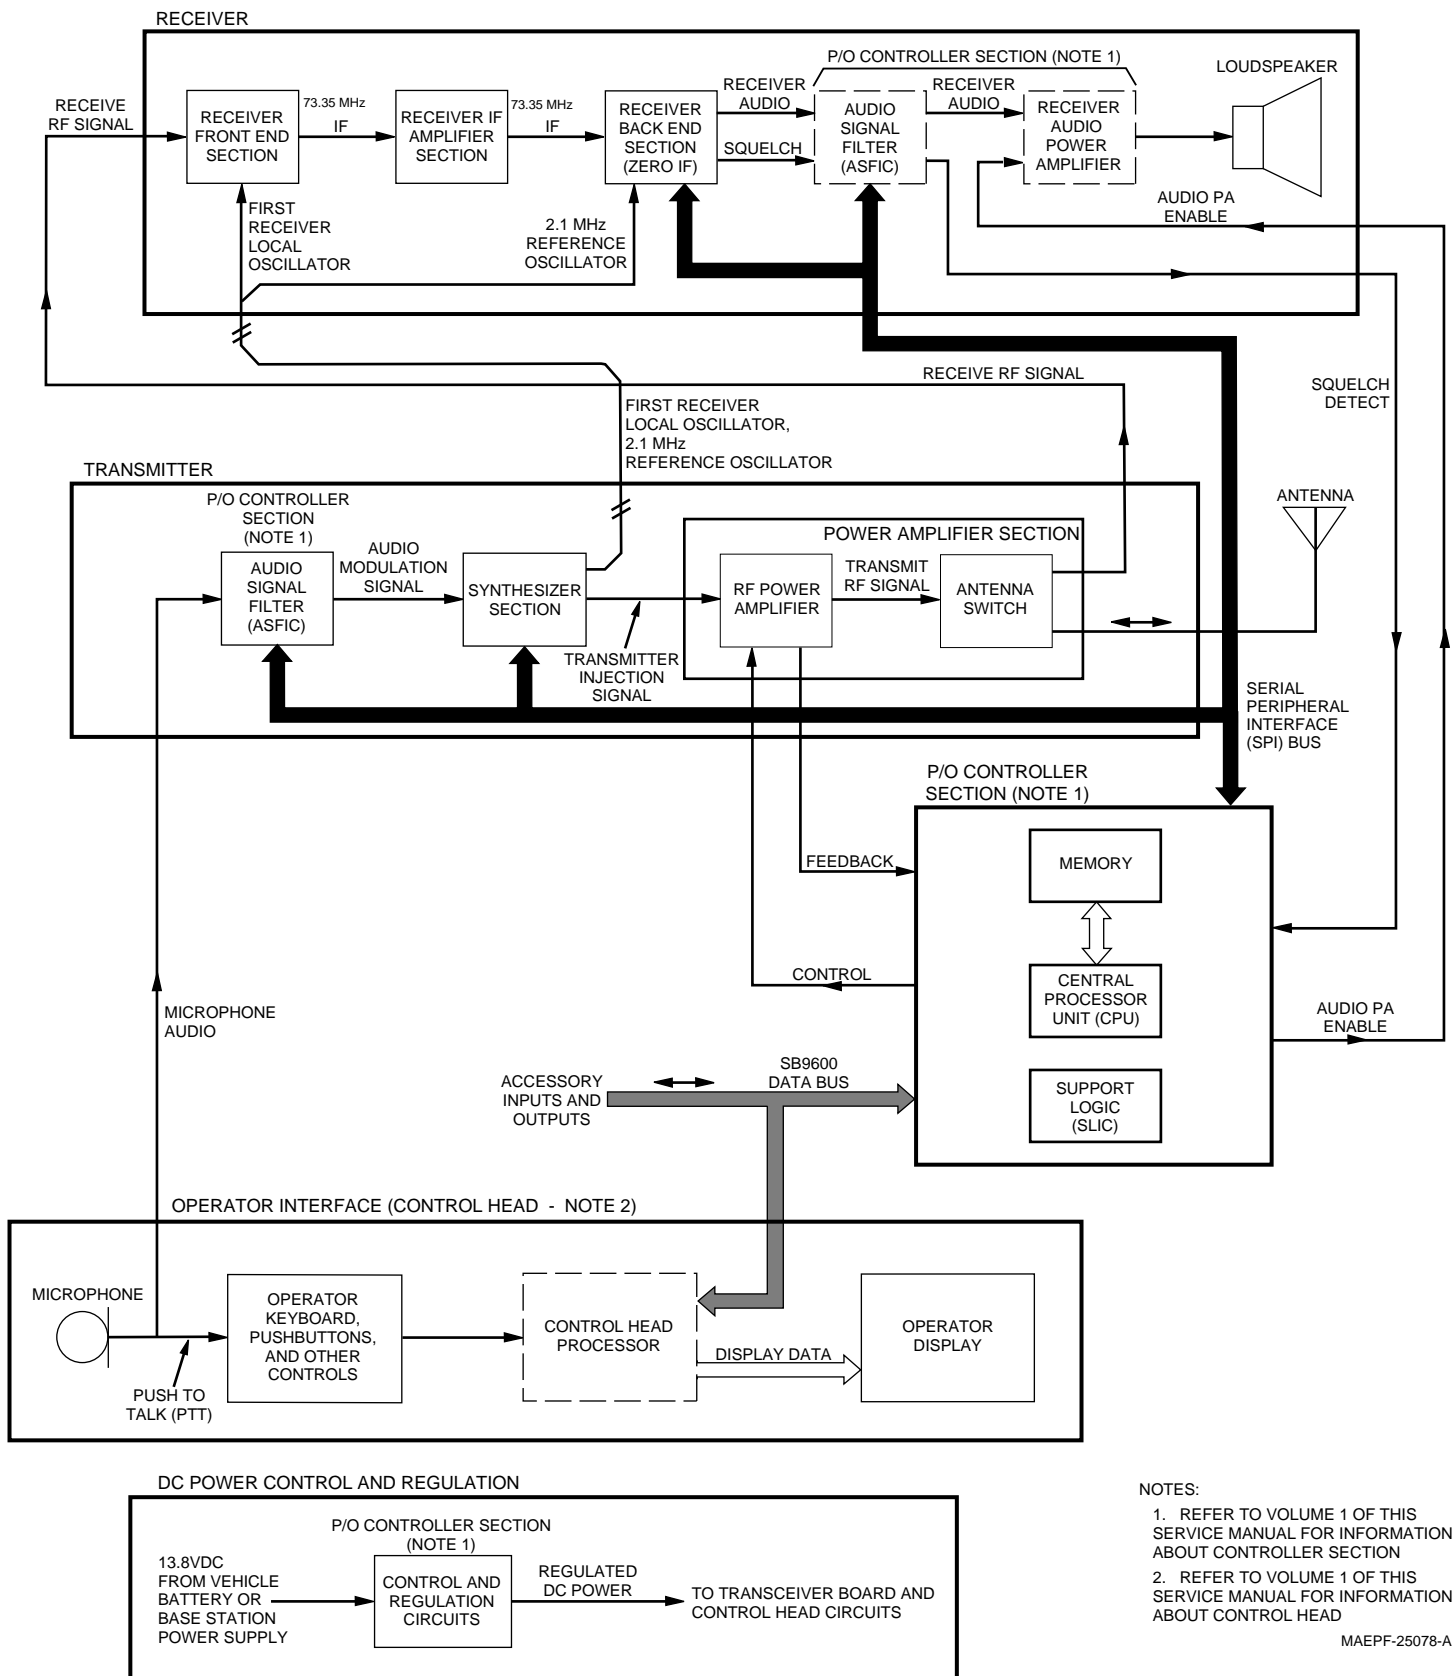 RECEIVER
P/O CONTROLLER SECTION (NOTE 1)
RECEIVE
RF SIGNAL
RECEIVER
FRONT END
SECTION
73.35 MHz
IF
RECEIVER IF
AMPLIFIER
SECTION
73.35 MHz
IF
RECEIVER
BACK END
SECTION
(ZERO IF)
RECEIVER
AUDIO
SQUELCH
AUDIO
SIGNAL
FILTER
(ASFIC)
RECEIVER
AUDIO
RECEIVER
AUDIO
POWER
AMPLIFIER
LOUDSPEAKER
AUDIO PA
ENABLE
FIRST
RECEIVER
LOCAL
OSCILLATOR
2.1 MHz
REFERENCE
OSCILLATOR
RECEIVE RF SIGNAL
SQUELCH
DETECT
FIRST RECEIVER
LOCAL OSCILLATOR,
2.1 MHz
REFERENCE OSCILLATOR
TRANSMITTER
P/O CONTROLLER
SECTION
(NOTE 1)
AUDIO
SIGNAL
FILTER
(ASFIC)
AUDIO
MODULATION
SIGNAL
SYNTHESIZER
SECTION
TRANSMITTER
INJECTION
SIGNAL
POWER AMPLIFIER SECTION
RF POWER
AMPLIFIER
TRANSMIT
RF SIGNAL
ANTENNA
SWITCH
ANTENNA
SERIAL
PERIPHERAL
INTERFACE
(SPI) BUS
P/O CONTROLLER
SECTION (NOTE 1)
MEMORY
FEEDBACK
CONTROL
CENTRAL
PROCESSOR
UNIT (CPU)
SUPPORT
LOGIC
(SLIC)
AUDIO PA
ENABLE
MICROPHONE
AUDIO
ACCESSORY
INPUTS AND
OUTPUTS
SB9600
DATA BUS
OPERATOR INTERFACE (CONTROL HEAD - NOTE 2)
MICROPHONE
PUSH TO
TALK (PTT)
OPERATOR
KEYBOARD,
PUSHBUTTONS,
AND OTHER
CONTROLS
CONTROL HEAD
PROCESSOR
DISPLAY DATA
OPERATOR
DISPLAY
DC POWER CONTROL AND REGULATION
P/O CONTROLLER SECTION
(NOTE 1)
13.8VDC
FROM VEHICLE
BATTERY OR
BASE STATION
POWER SUPPLY
CONTROL AND
REGULATION
CIRCUITS
REGULATED
DC POWER
TO TRANSCEIVER BOARD AND
CONTROL HEAD CIRCUITS
NOTES:
1. REFER TO VOLUME 1 OF THIS
SERVICE MANUAL FOR INFORMATION
ABOUT CONTROLLER SECTION
2. REFER TO VOLUME 1 OF THIS
SERVICE MANUAL FOR INFORMATION
ABOUT CONTROL HEAD
MAEPF-25078-A